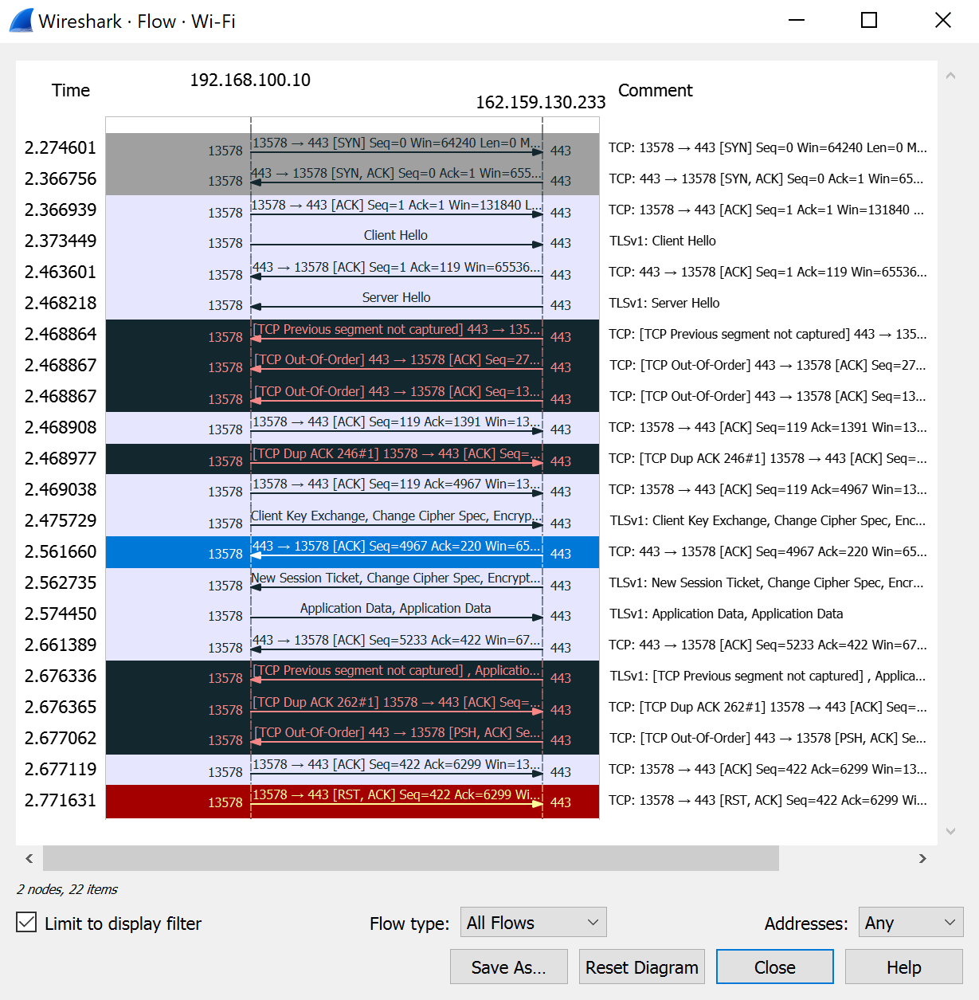 Wireshark · Flow · Wi-Fi
Time
192.168.100.10
162.159.130.233
Comment
2.274601 13578 13578 → 443 [SYN] Seq=0 Win=64240 Len=0 M... 443 TCP: 13578 → 443 [SYN] Seq=0 Win=64240 Len=0 M...
2.366756 13578 443 → 13578 [SYN, ACK] Seq=0 Ack=1 Win=655... 443 TCP: 443 → 13578 [SYN, ACK] Seq=0 Ack=1 Win=65...
2.366939 13578 13578 → 443 [ACK] Seq=1 Ack=1 Win=131840 L... 443 TCP: 13578 → 443 [ACK] Seq=1 Ack=1 Win=131840 ...
2.373449 13578 Client Hello 443 TLSv1: Client Hello
2.463601 13578 443 → 13578 [ACK] Seq=1 Ack=119 Win=65536... 443 TCP: 443 → 13578 [ACK] Seq=1 Ack=119 Win=65536...
2.468218 13578 Server Hello 443 TLSv1: Server Hello
2.468864 13578 [TCP Previous segment not captured] 443 → 135... 443 TCP: [TCP Previous segment not captured] 443 → 135...
2.468867 13578 [TCP Out-Of-Order] 443 → 13578 [ACK] Seq=27... 443 TCP: [TCP Out-Of-Order] 443 → 13578 [ACK] Seq=27...
2.468867 13578 [TCP Out-Of-Order] 443 → 13578 [ACK] Seq=13... 443 TCP: [TCP Out-Of-Order] 443 → 13578 [ACK] Seq=13...
2.468908 13578 13578 → 443 [ACK] Seq=119 Ack=1391 Win=13... 443 TCP: 13578 → 443 [ACK] Seq=119 Ack=1391 Win=13...
2.468977 13578 [TCP Dup ACK 246#1] 13578 → 443 [ACK] Seq=... 443 TCP: [TCP Dup ACK 246#1] 13578 → 443 [ACK] Seq=...
2.469038 13578 13578 → 443 [ACK] Seq=119 Ack=4967 Win=13... 443 TCP: 13578 → 443 [ACK] Seq=119 Ack=4967 Win=13...
2.475729 13578 Client Key Exchange, Change Cipher Spec, Encryp... 443 TLSv1: Client Key Exchange, Change Cipher Spec, Enc...
2.561660 13578 443 → 13578 [ACK] Seq=4967 Ack=220 Win=65... 443 TCP: 443 → 13578 [ACK] Seq=4967 Ack=220 Win=65...
2.562735 13578 New Session Ticket, Change Cipher Spec, Encrypt... 443 TLSv1: New Session Ticket, Change Cipher Spec, Encr...
2.574450 13578 Application Data, Application Data 443 TLSv1: Application Data, Application Data
2.661389 13578 443 → 13578 [ACK] Seq=5233 Ack=422 Win=67... 443 TCP: 443 → 13578 [ACK] Seq=5233 Ack=422 Win=67...
2.676336 13578 [TCP Previous segment not captured] , Applicatio... 443 TLSv1: [TCP Previous segment not captured] , Applica...
2.676365 13578 [TCP Dup ACK 262#1] 13578 → 443 [ACK] Seq=... 443 TCP: [TCP Dup ACK 262#1] 13578 → 443 [ACK] Seq=...
2.677062 13578 [TCP Out-Of-Order] 443 → 13578 [PSH, ACK] Se... 443 TCP: [TCP Out-Of-Order] 443 → 13578 [PSH, ACK] Se...
2.677119 13578 13578 → 443 [ACK] Seq=422 Ack=6299 Win=13... 443 TCP: 13578 → 443 [ACK] Seq=422 Ack=6299 Win=13...
2.771631 13578 13578 → 443 [RST, ACK] Seq=422 Ack=6299 Wi... 443 TCP: 13578 → 443 [RST, ACK] Seq=422 Ack=6299 Wi...
2 nodes, 22 items
Limit to display filter Flow type: All Flows Addresses: Any
Save As... Reset Diagram Close Help